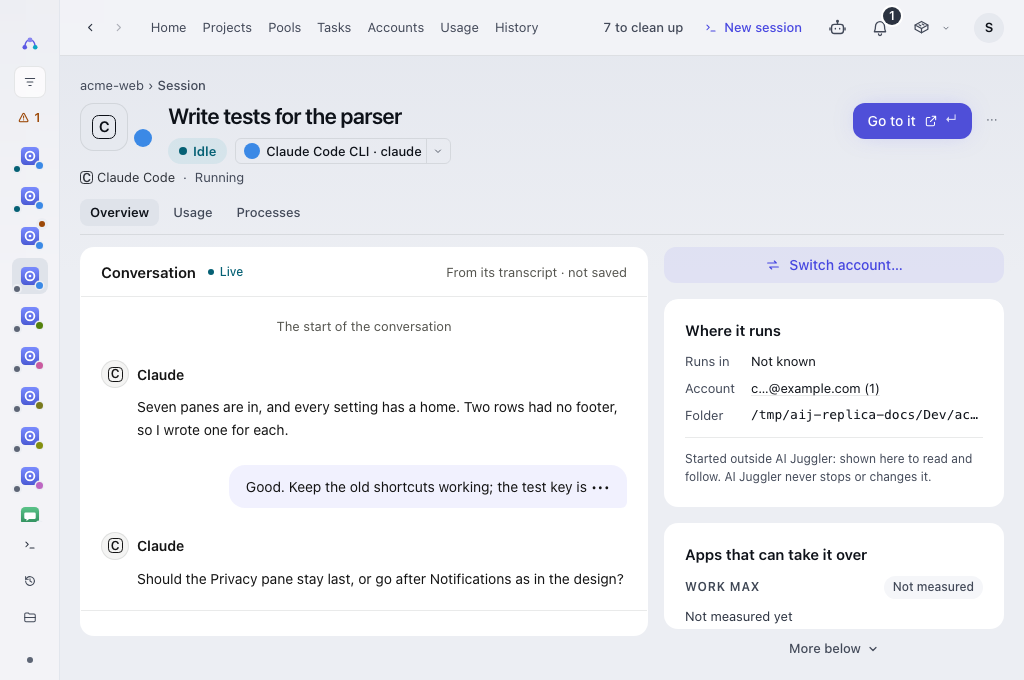 Home Projects Pools Tasks Accounts Usage History 7 to clean up New session 1 S
1
acme-web › Session
C
Write tests for the parser
Go to it
Idle Claude Code CLI · claude
C Claude Code · Running
Overview Usage Processes
Conversation Live From its transcript · not saved
The start of the conversation
C Claude
Seven panes are in, and every setting has a home. Two rows had no footer,
so I wrote one for each.
Good. Keep the old shortcuts working; the test key is •••
C Claude
Should the Privacy pane stay last, or go after Notifications as in the design?
Switch account...
Where it runs
Runs in Not known
Account c...@example.com (1)
Folder /tmp/aij-replica-docs/Dev/ac…
Started outside AI Juggler: shown here to read and
follow. AI Juggler never stops or changes it.
Apps that can take it over
WORK MAX Not measured
Not measured yet
More below